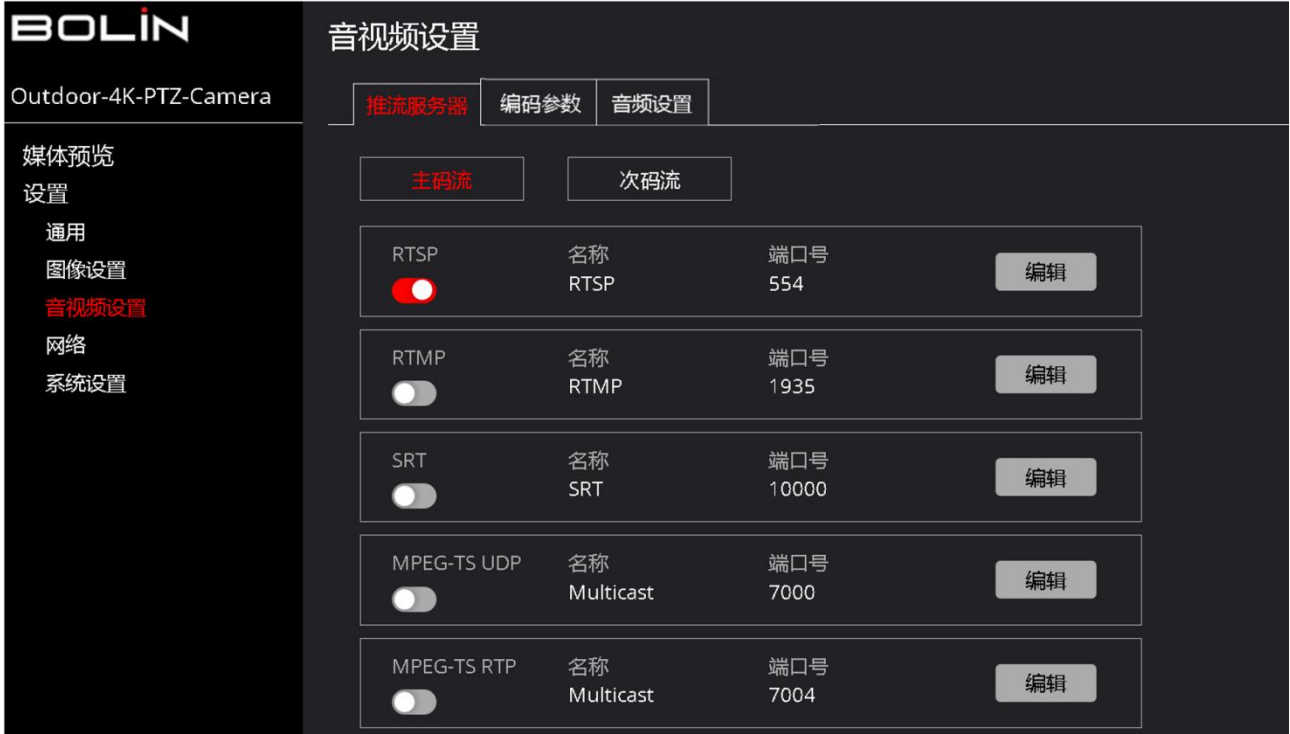 BOLIN
Outdoor-4K-PTZ-Camera
媒体预览
设置
通用
图像设置
音视频设置
网络
系统设置
音视频设置
推流服务器 编码参数 音频设置
主码流 次码流
RTSP 名称 端口号
RTSP 554 编辑
RTMP 名称 端口号
RTMP 1935 编辑
SRT 名称 端口号
SRT 10000 编辑
MPEG-TS UDP 名称 端口号
Multicast 7000 编辑
MPEG-TS RTP 名称 端口号
Multicast 7004 编辑